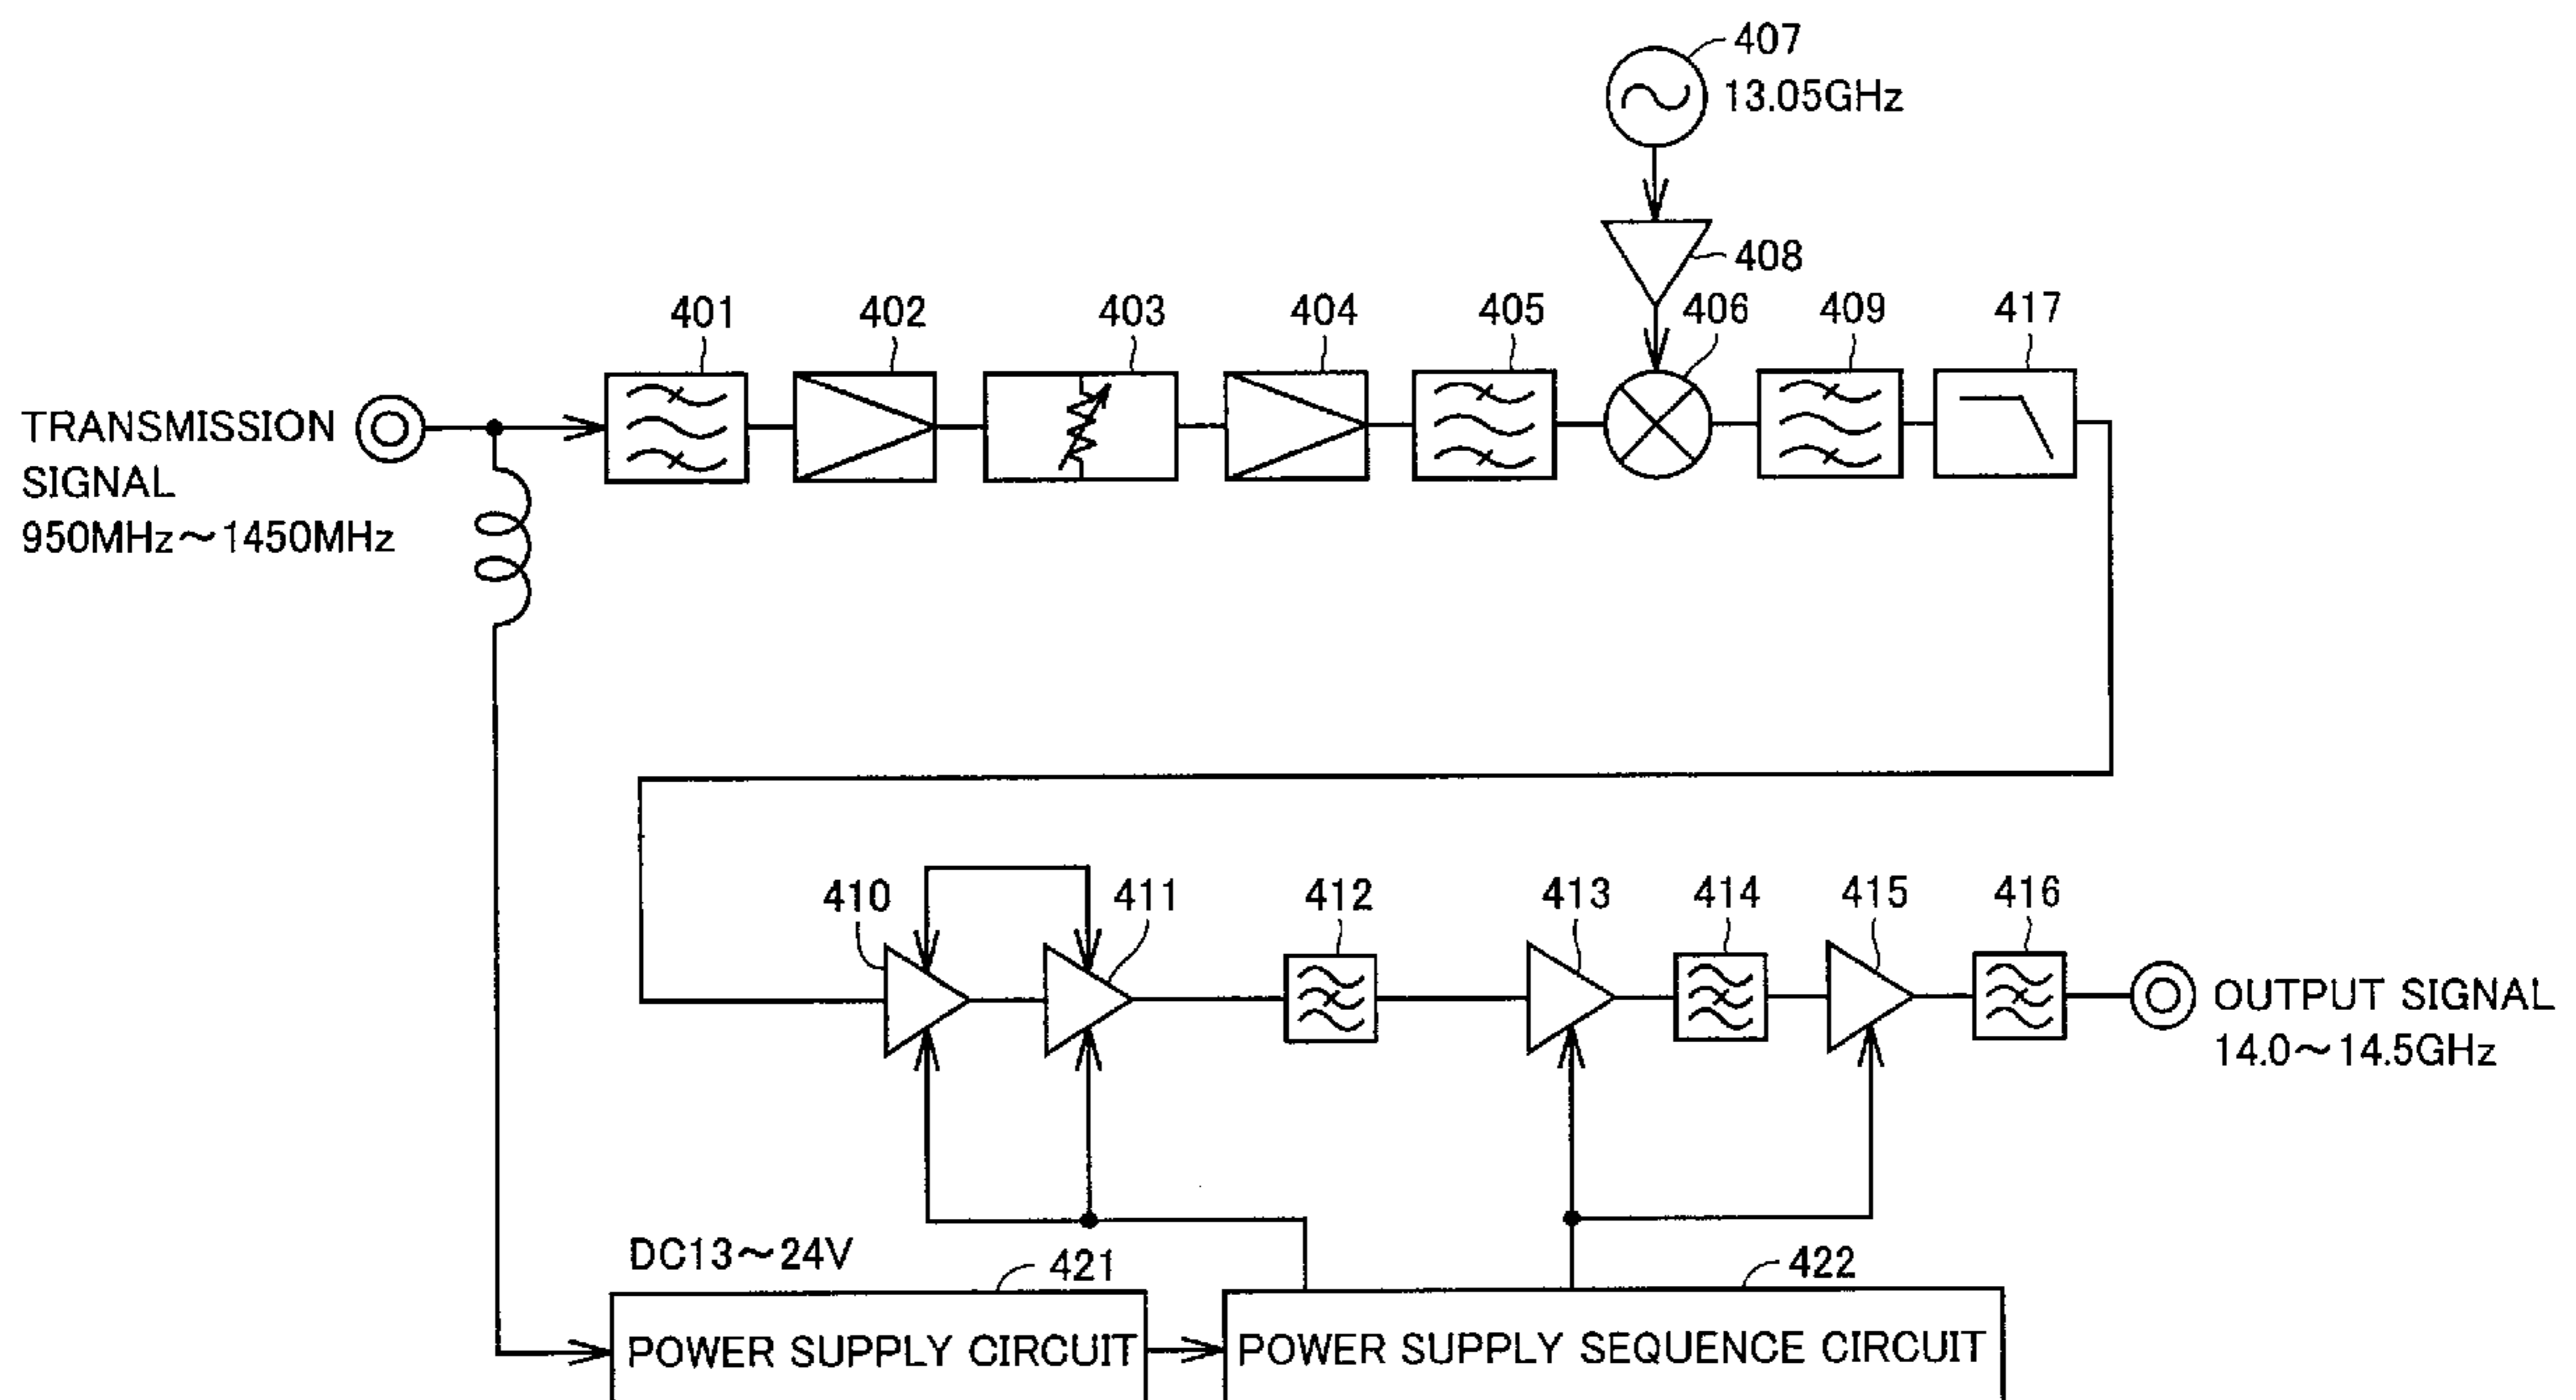 407
13.05GHz
408
401
402
403
404
405
406
409
417
TRANSMISSION
SIGNAL
950MHz～1450MHz
410
411
412
413
414
415
416
OUTPUT SIGNAL
14.0～14.5GHz
DC13～24V
421
422
POWER SUPPLY CIRCUIT
POWER SUPPLY SEQUENCE CIRCUIT